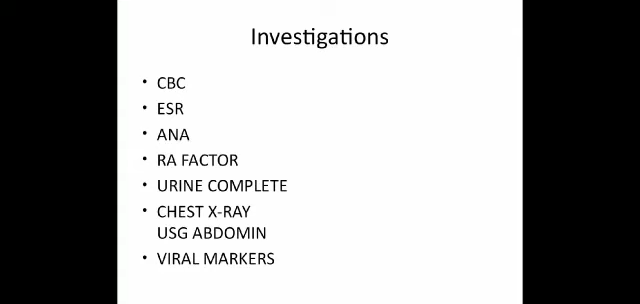 Investigations
• CBC
• ESR
• ANA
• RA FACTOR
• URINE COMPLETE
• CHEST X-RAY
USG ABDOMIN
• VIRAL MARKERS